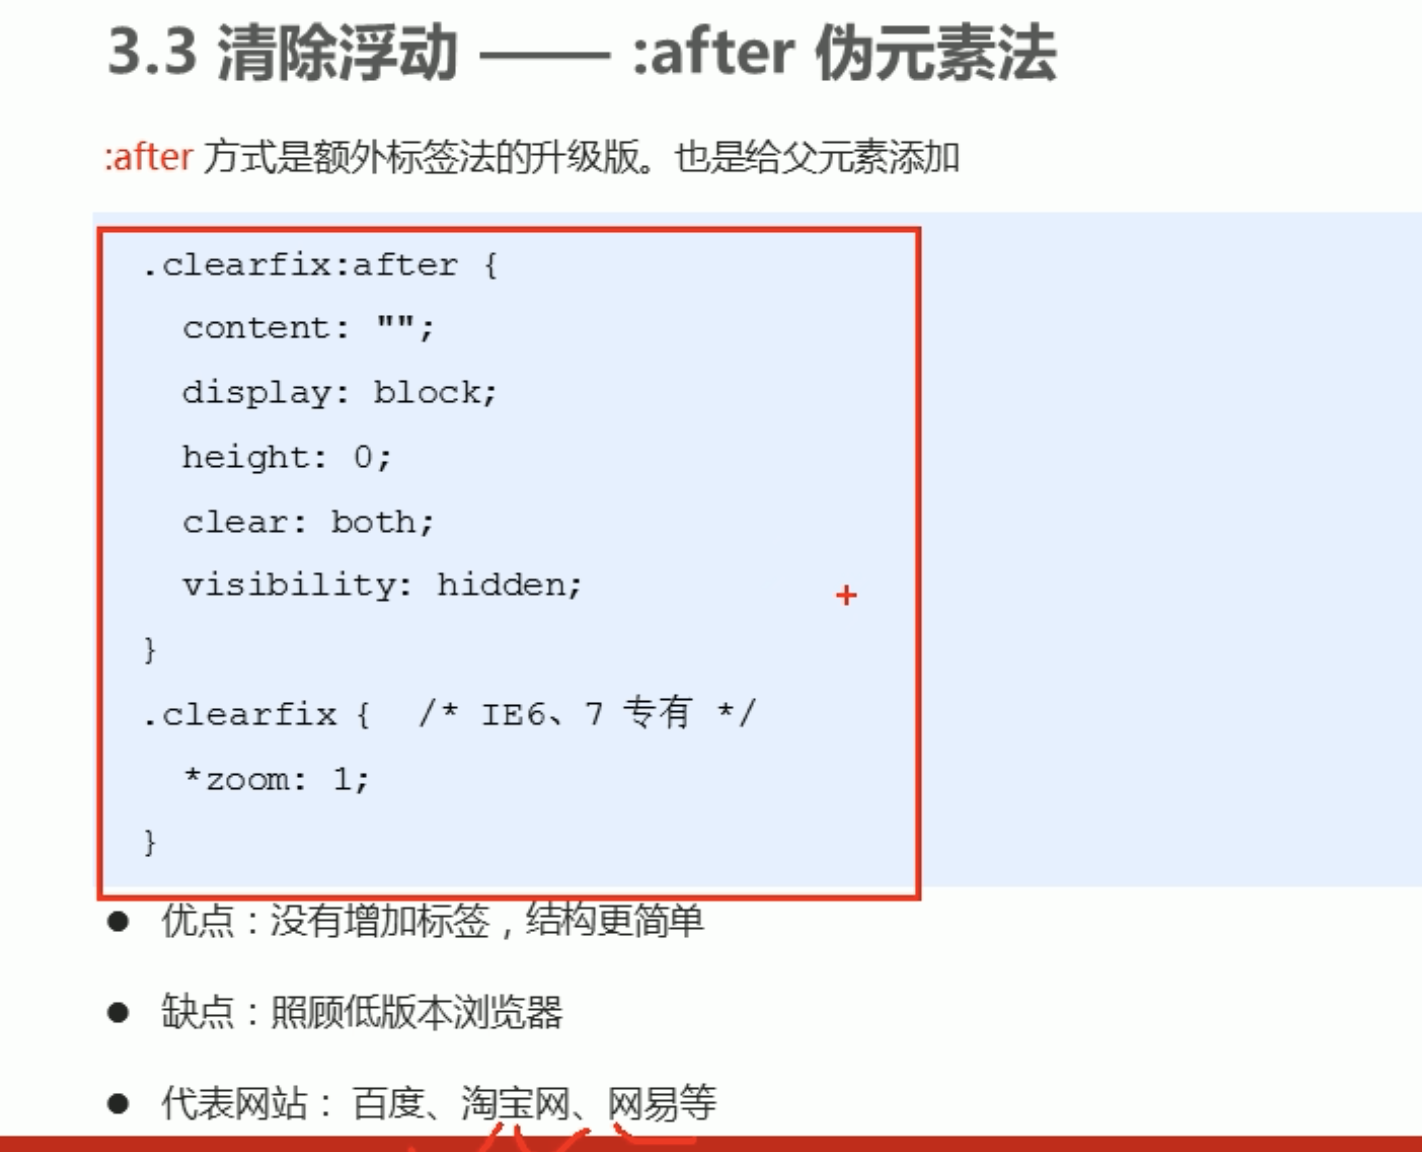 3.3 清除浮动 —— :after 伪元素法
:after 方式是额外标签法的升级版。也是给父元素添加
.clearfix:after {
content: "";
display: block;
height: 0;
clear: both;
visibility: hidden;
}
.clearfix { /* IE6、7 专有 */
*zoom: 1;
}
● 优点：没有增加标签，结构更简单
● 缺点：照顾低版本浏览器
● 代表网站： 百度、淘宝网、网易等